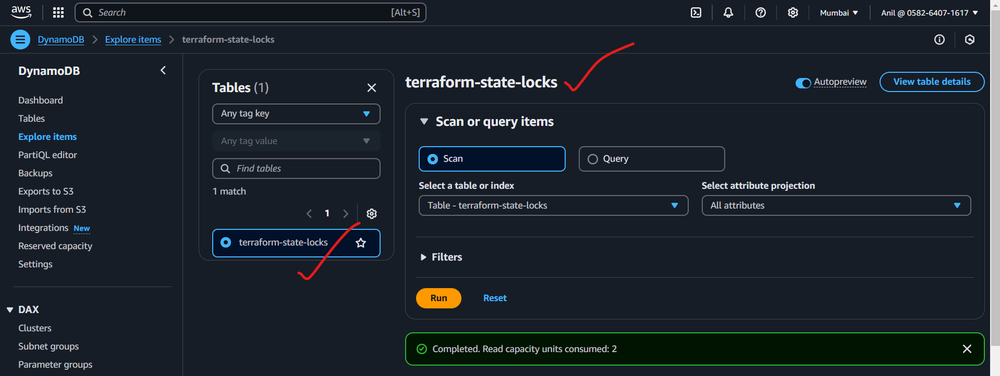 aws
Search [Alt+S]
Mumbai
Anil @ 0582-6407-1617
DynamoDB
Explore items
terraform-state-locks
DynamoDB
Dashboard
Tables
Explore items
PartiQL editor
Backups
Exports to S3
Imports from S3
Integrations New
Reserved capacity
Settings
DAX
Clusters
Subnet groups
Parameter groups
Tables (1)
Any tag key
Any tag value
Find tables
1 match
1
terraform-state-locks
terraform-state-locks
Autopreview
View table details
Scan or query items
Scan
Query
Select a table or index
Table - terraform-state-locks
Select attribute projection
All attributes
Filters
Run
Reset
Completed. Read capacity units consumed: 2